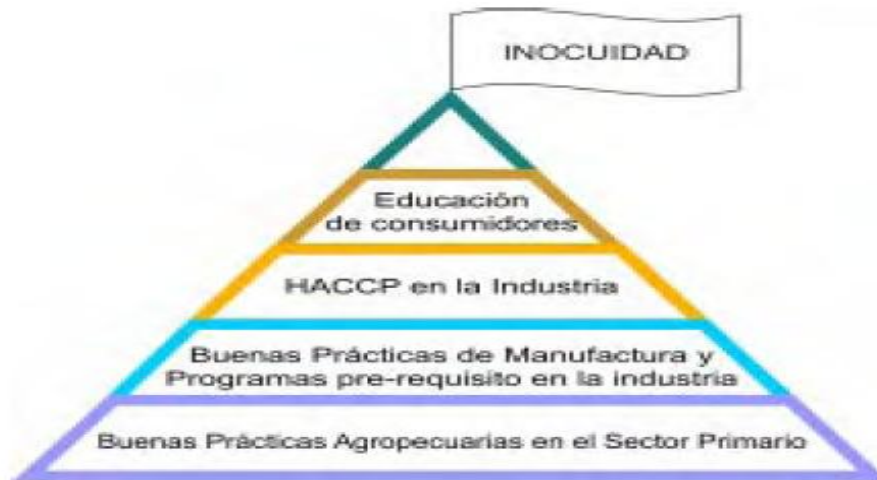 INOCUIDAD
Educación
de consumidores
HACCP en la Industria
Buenas Prácticas de Manufactura y
Programas pre-requisito en la industria
Buenas Prácticas Agropecuarias en el Sector Primario